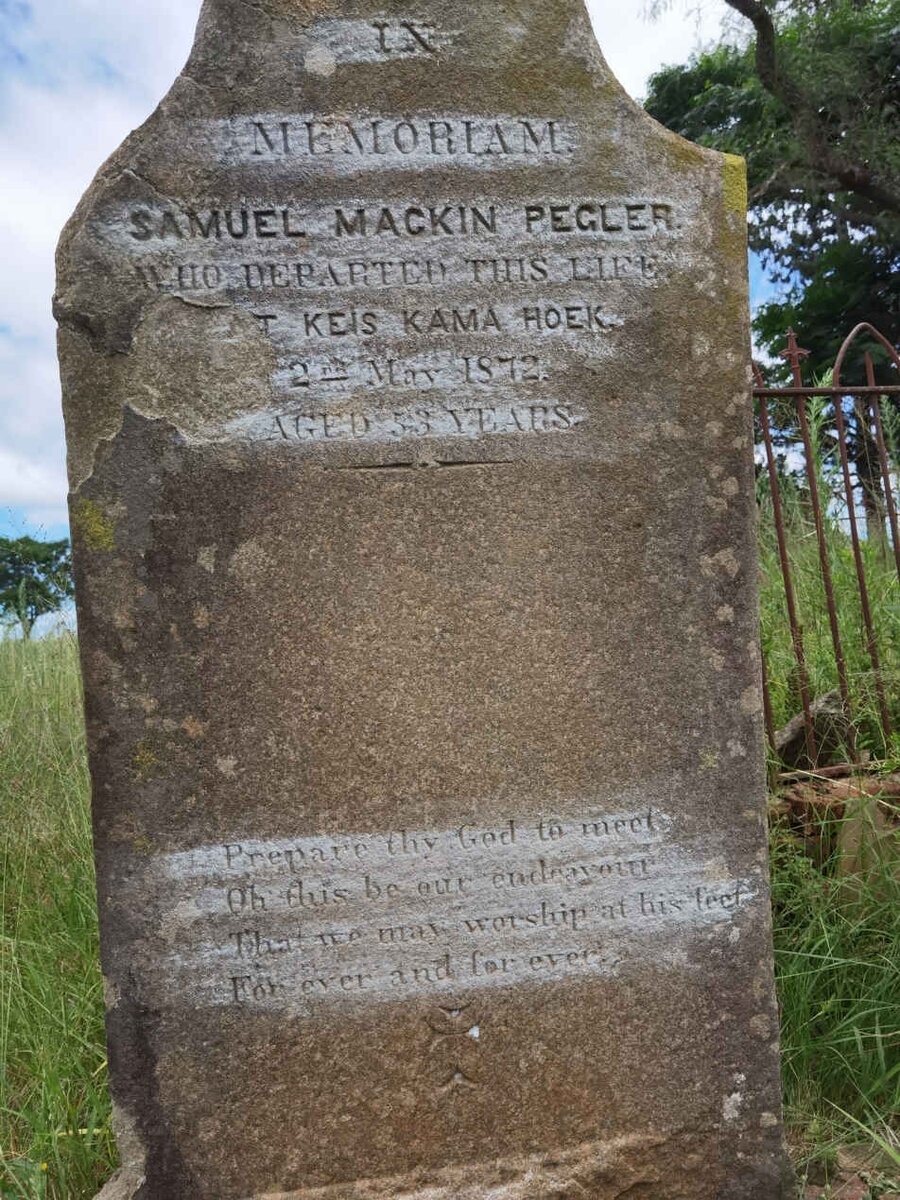 IN
MEMORIAM
SAMUEL MACKIN PEGLER.
WHO DEPARTED THIS LIFE
T KEIS KAMA HOEK.
2nd May 1872.
AGED 53 YEARS.
Prepare thy God to meet
Oh this be our endeavour
That we may worship at his feet
For ever and for ever.